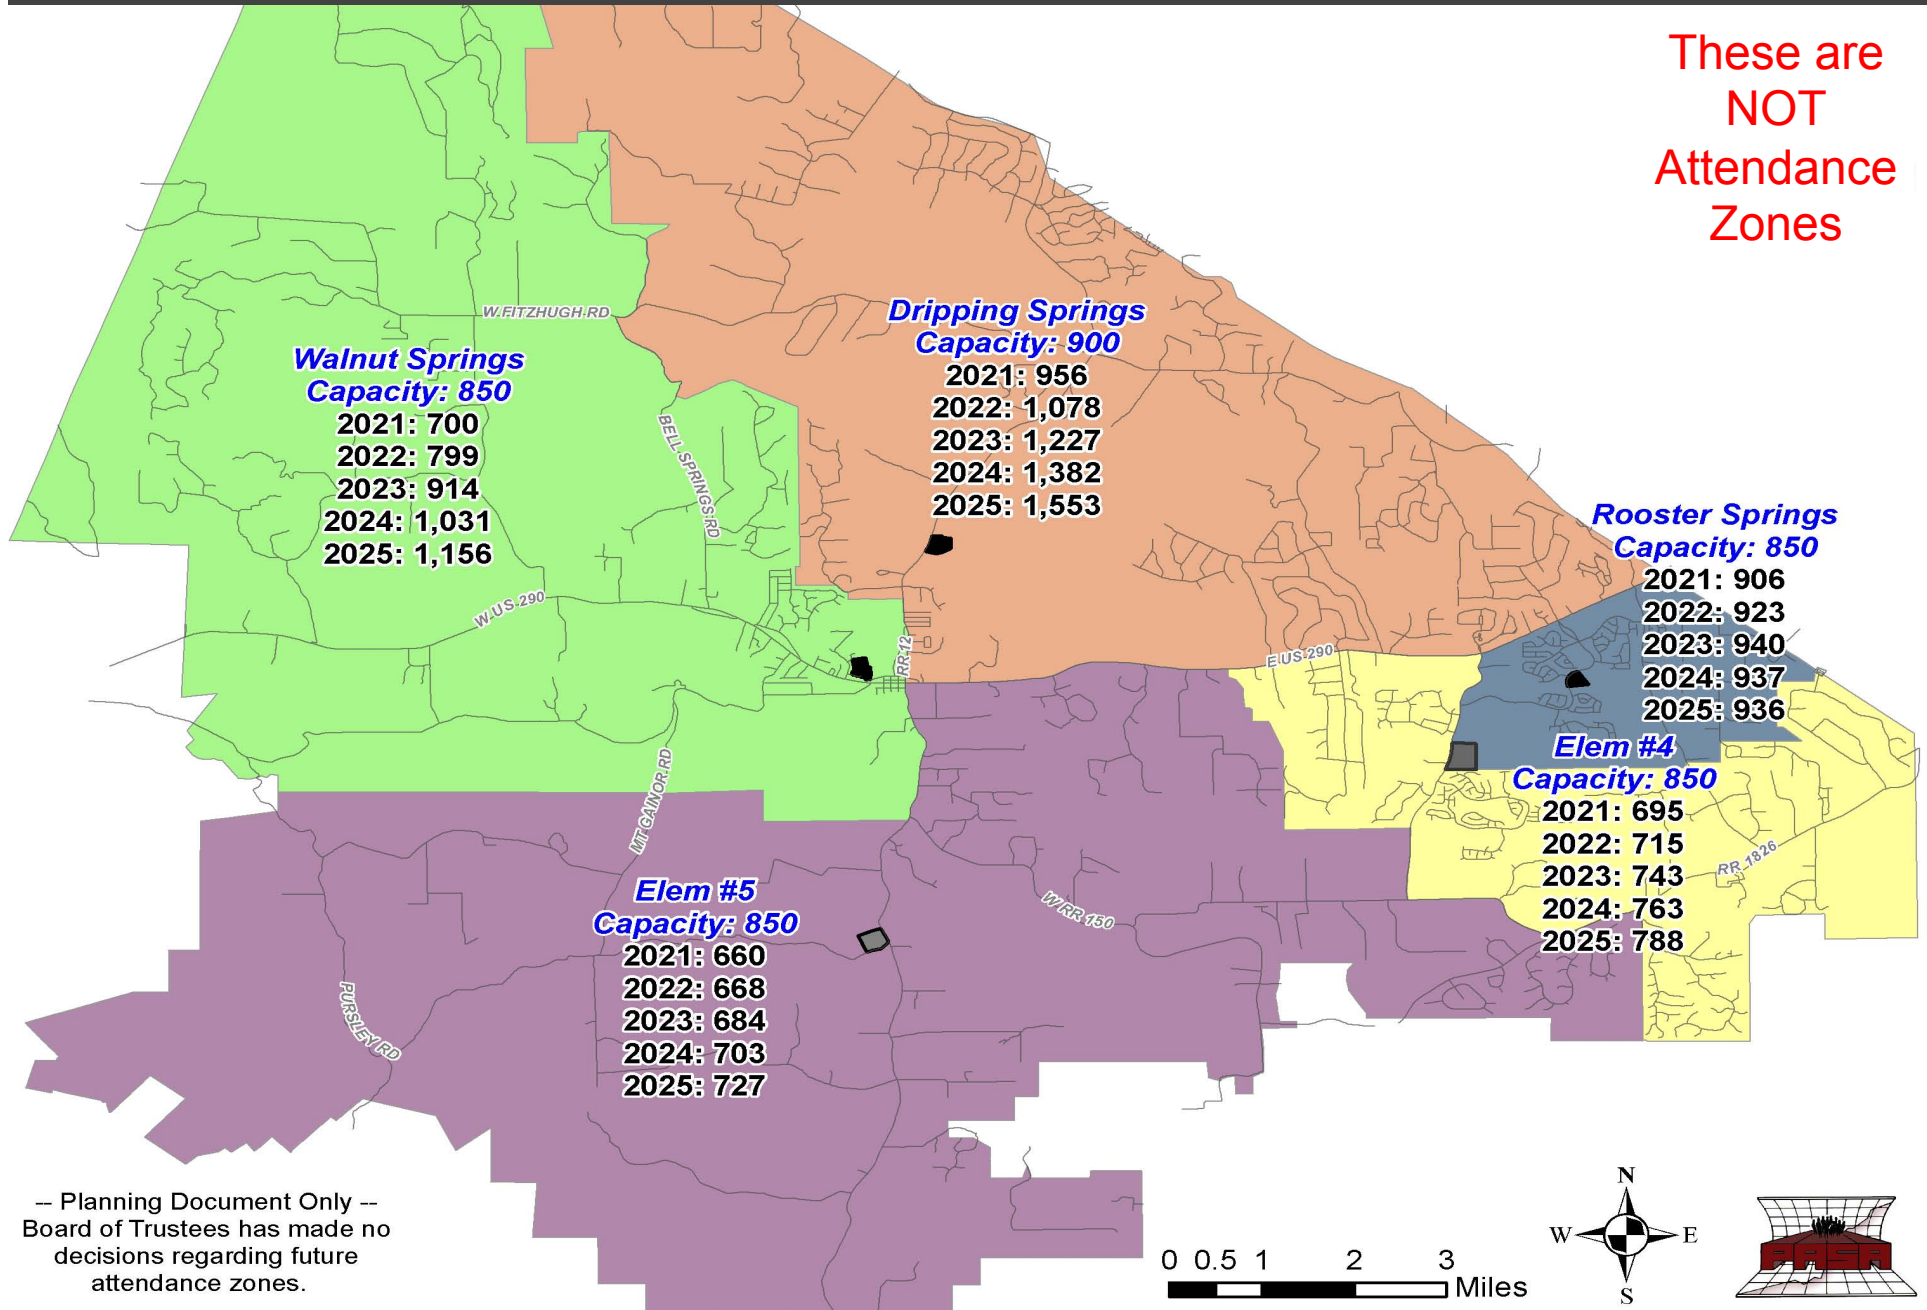 These are
NOT
Attendance
Zones
W.FITZHUGH-RD
Dripping Springs
Capacity: 900
2021: 956
2022: 1,078
2023: 1,227
2024: 1,382
2025: 1,553
Walnut Springs
Capacity: 850
2021: 700
2022: 799
2023: 914
2024: 1,031
2025: 1,156
BELL SPRINGS RD
Rooster Springs
Capacity: 850
2021: 906
2022: 923
2023: 940
2024: 937
2025: 936
W-US-290
RR-12
E US-290
Elem #4
Capacity: 850
2021: 695
2022: 715
2023: 743
2024: 763
2025: 788
MT GAINOR RD
RR-1826
Elem #5
Capacity: 850
2021: 660
2022: 668
2023: 684
2024: 703
2025: 727
W RR 150
PURSLEY RD
-- Planning Document Only --
Board of Trustees has made no
decisions regarding future
attendance zones.
0 0.5 1 2 3
Miles
N
W E
S
PASA